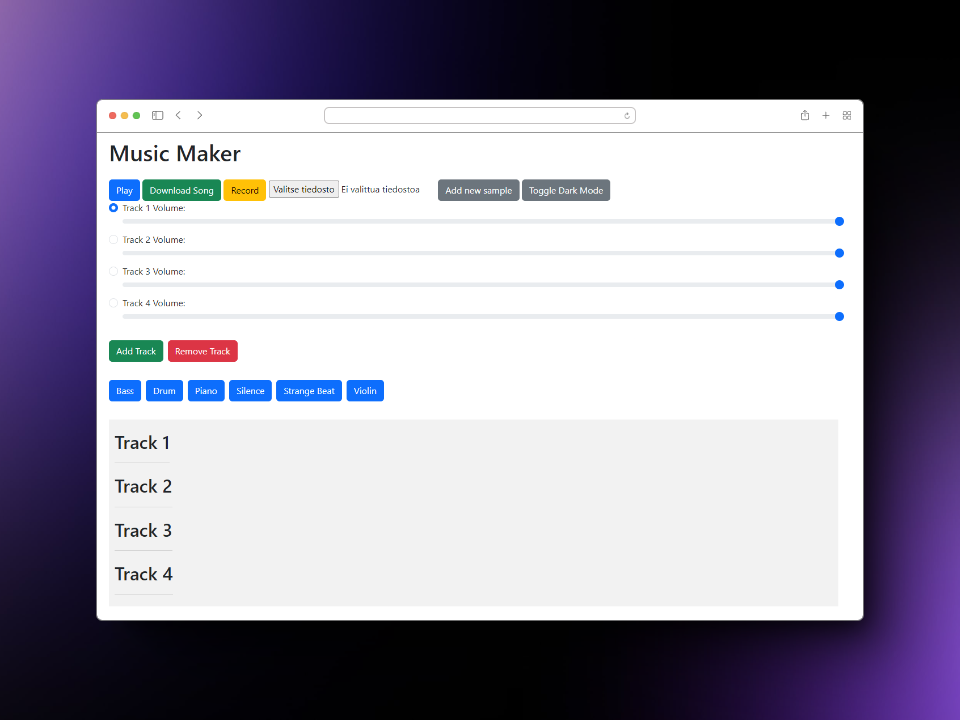 Music Maker
Play Download Song Record Valitse tiedosto Ei valittua tiedostoa Add new sample Toggle Dark Mode
Track 1 Volume:
Track 2 Volume:
Track 3 Volume:
Track 4 Volume:
Add Track Remove Track
Bass Drum Piano Silence Strange Beat Violin
Track 1
Track 2
Track 3
Track 4